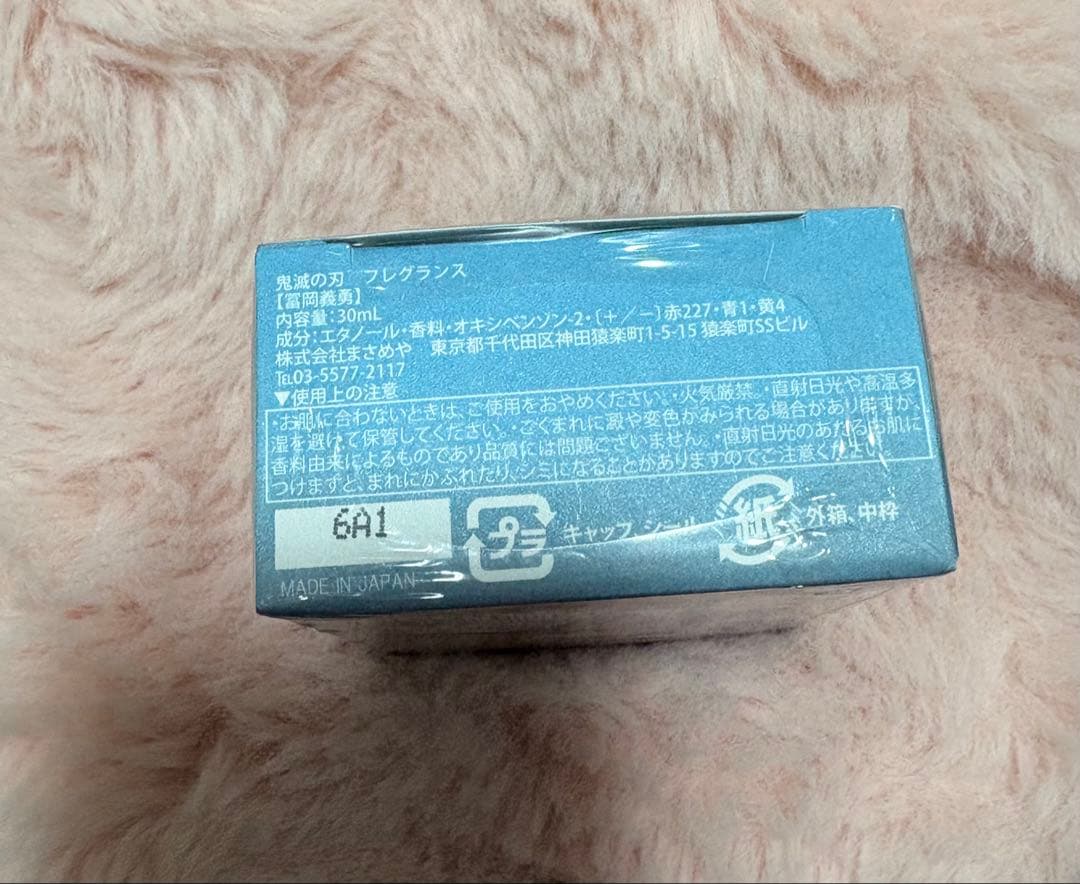 鬼滅の刃　フレグランス
【冨岡義勇】
内容量：30mL
成分：エタノール・香料・オキシベンゾン-2・〔＋／－〕赤227・青1・黄4
株式会社まさめや　東京都千代田区神田猿楽町1-5-15 猿楽町SSビル
℡03-5577-2117
▼使用上の注意
・お肌に合わないときは、ご使用をおやめください。・火気厳禁 ・直射日光や高温多
湿を避けて保管してください。・ごくまれに澱や変色がみられる場合がありますが、
香料由来によるものであり品質には問題ございません。・直射日光のあたるお肌に
つけますと、まれにかぶれたり、シミになることがありますのでご注意ください。
6A1
プラ
キャップ、シール
紙
外箱、中枠
MADE IN JAPAN